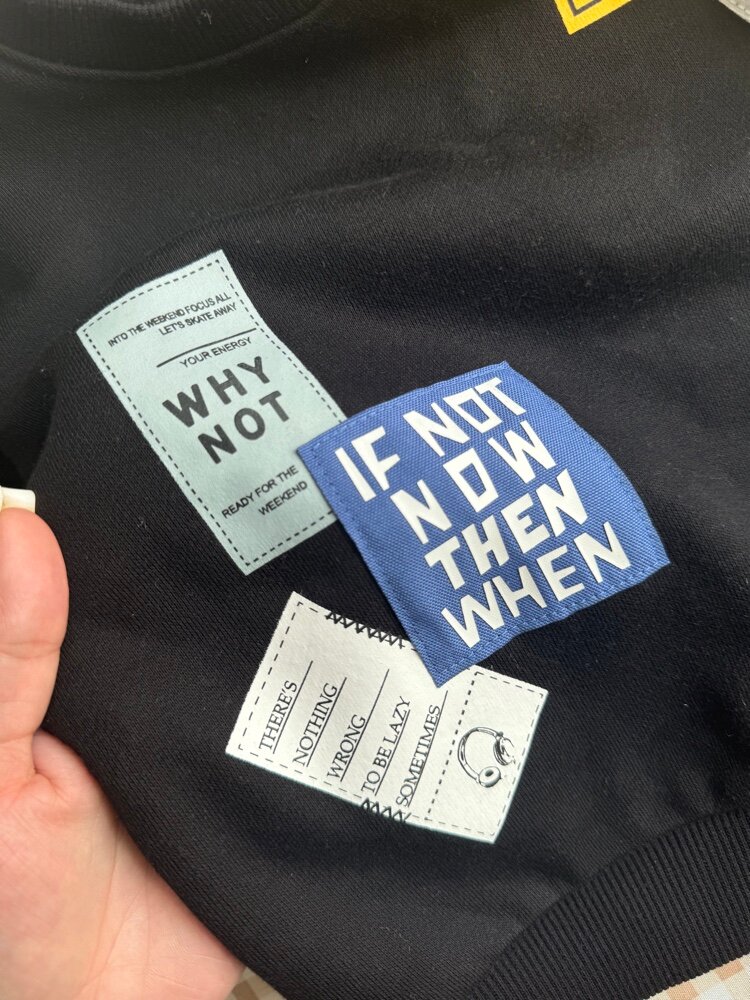 INTO THE WEEKEND FOCUS ALL
LET'S SKATE AWAY
YOUR ENERGY
WHY
NOT
READY FOR THE
WEEKEND
IF NOT
NOW
THEN
WHEN
THERE'S
NOTHING
WRONG
TO BE LAZY
SOMETIMES